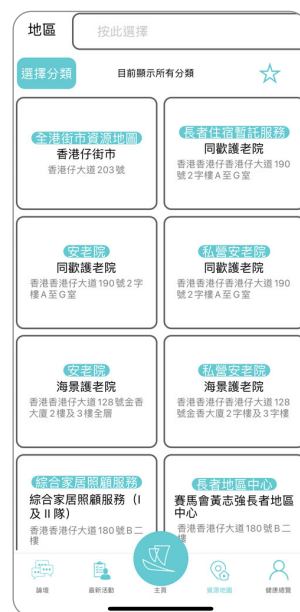 地區 按此選擇
選擇分類 目前顯示所有分類
全港街市資源地圖
香港仔街市
香港仔大道203號
長者住宿暫託服務
同歡護老院
香港香港仔香港仔大道190
號2字樓A至G室
安老院
同歡護老院
香港香港仔大道190號2字
樓A至G室
私營安老院
同歡護老院
香港香港仔香港仔大道190
號2字樓A至G室
安老院
海景護老院
香港香港仔大道128號金香
大廈2樓及3樓全層
私營安老院
海景護老院
香港香港仔香港仔大道128
號金香大廈2字樓及3字樓
綜合家居照顧服務
綜合家居照顧服務（I
及 II 隊）
香港香港仔大道180號B二
樓
長者地區中心
賽馬會黃志強長者地區
中心
香港香港仔大道180號B二
樓
論壇 最新活動 主頁 資源地圖 健康總覽